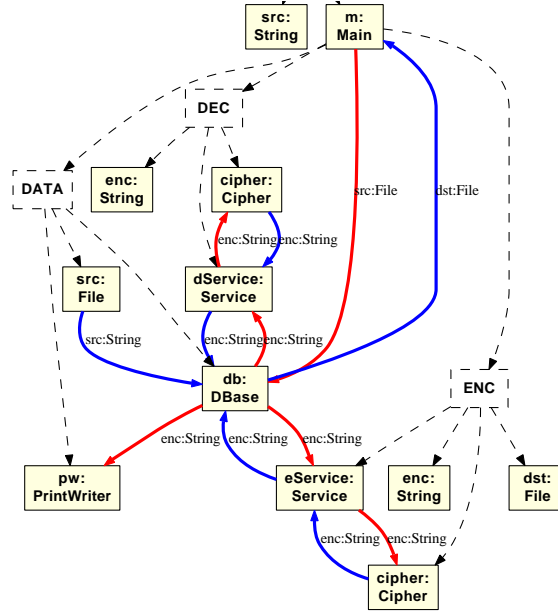 src:
String
m:
Main
DEC
DATA
enc:
String
cipher:
Cipher
src:File
dst:File
enc:String
enc:String
src:
File
dService:
Service
src:String
enc:String
enc:String
db:
DBase
ENC
enc:String
enc:String
enc:String
pw:
PrintWriter
eService:
Service
enc:
String
dst:
File
enc:String
enc:String
cipher:
Cipher